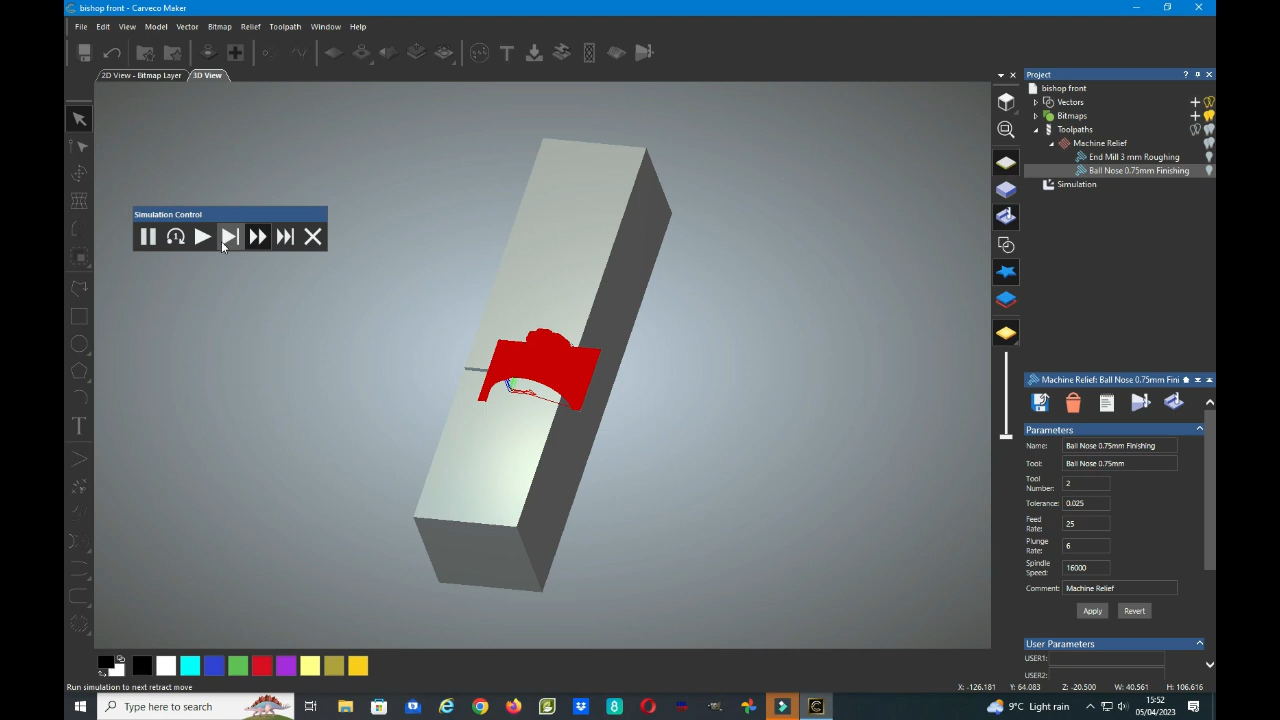 bishop front - Carveco Maker
File Edit View Model Vector Bitmap Relief Toolpath Window Help
2D View - Bitmap Layer 3D View
Simulation Control
Project
bishop front
Vectors
Bitmaps
Toolpaths
Machine Relief
End Mill 3 mm Roughing
Ball Nose 0.75mm Finishing
Simulation
Machine Relief: Ball Nose 0.75mm Fini
Parameters
Name: Ball Nose 0.75mm Finishing
Tool: Ball Nose 0.75mm
Tool Number: 2
Tolerance: 0.025
Feed Rate: 25
Plunge Rate: 6
Spindle Speed: 16000
Comment: Machine Relief
Apply Revert
User Parameters
USER1:
USER2:
Run simulation to next retract move
X: -126.181 Y: 64.083 Z: -20.500 W: 40.561 H: 106.616
Type here to search
9°C Light rain
15:52
05/04/2023